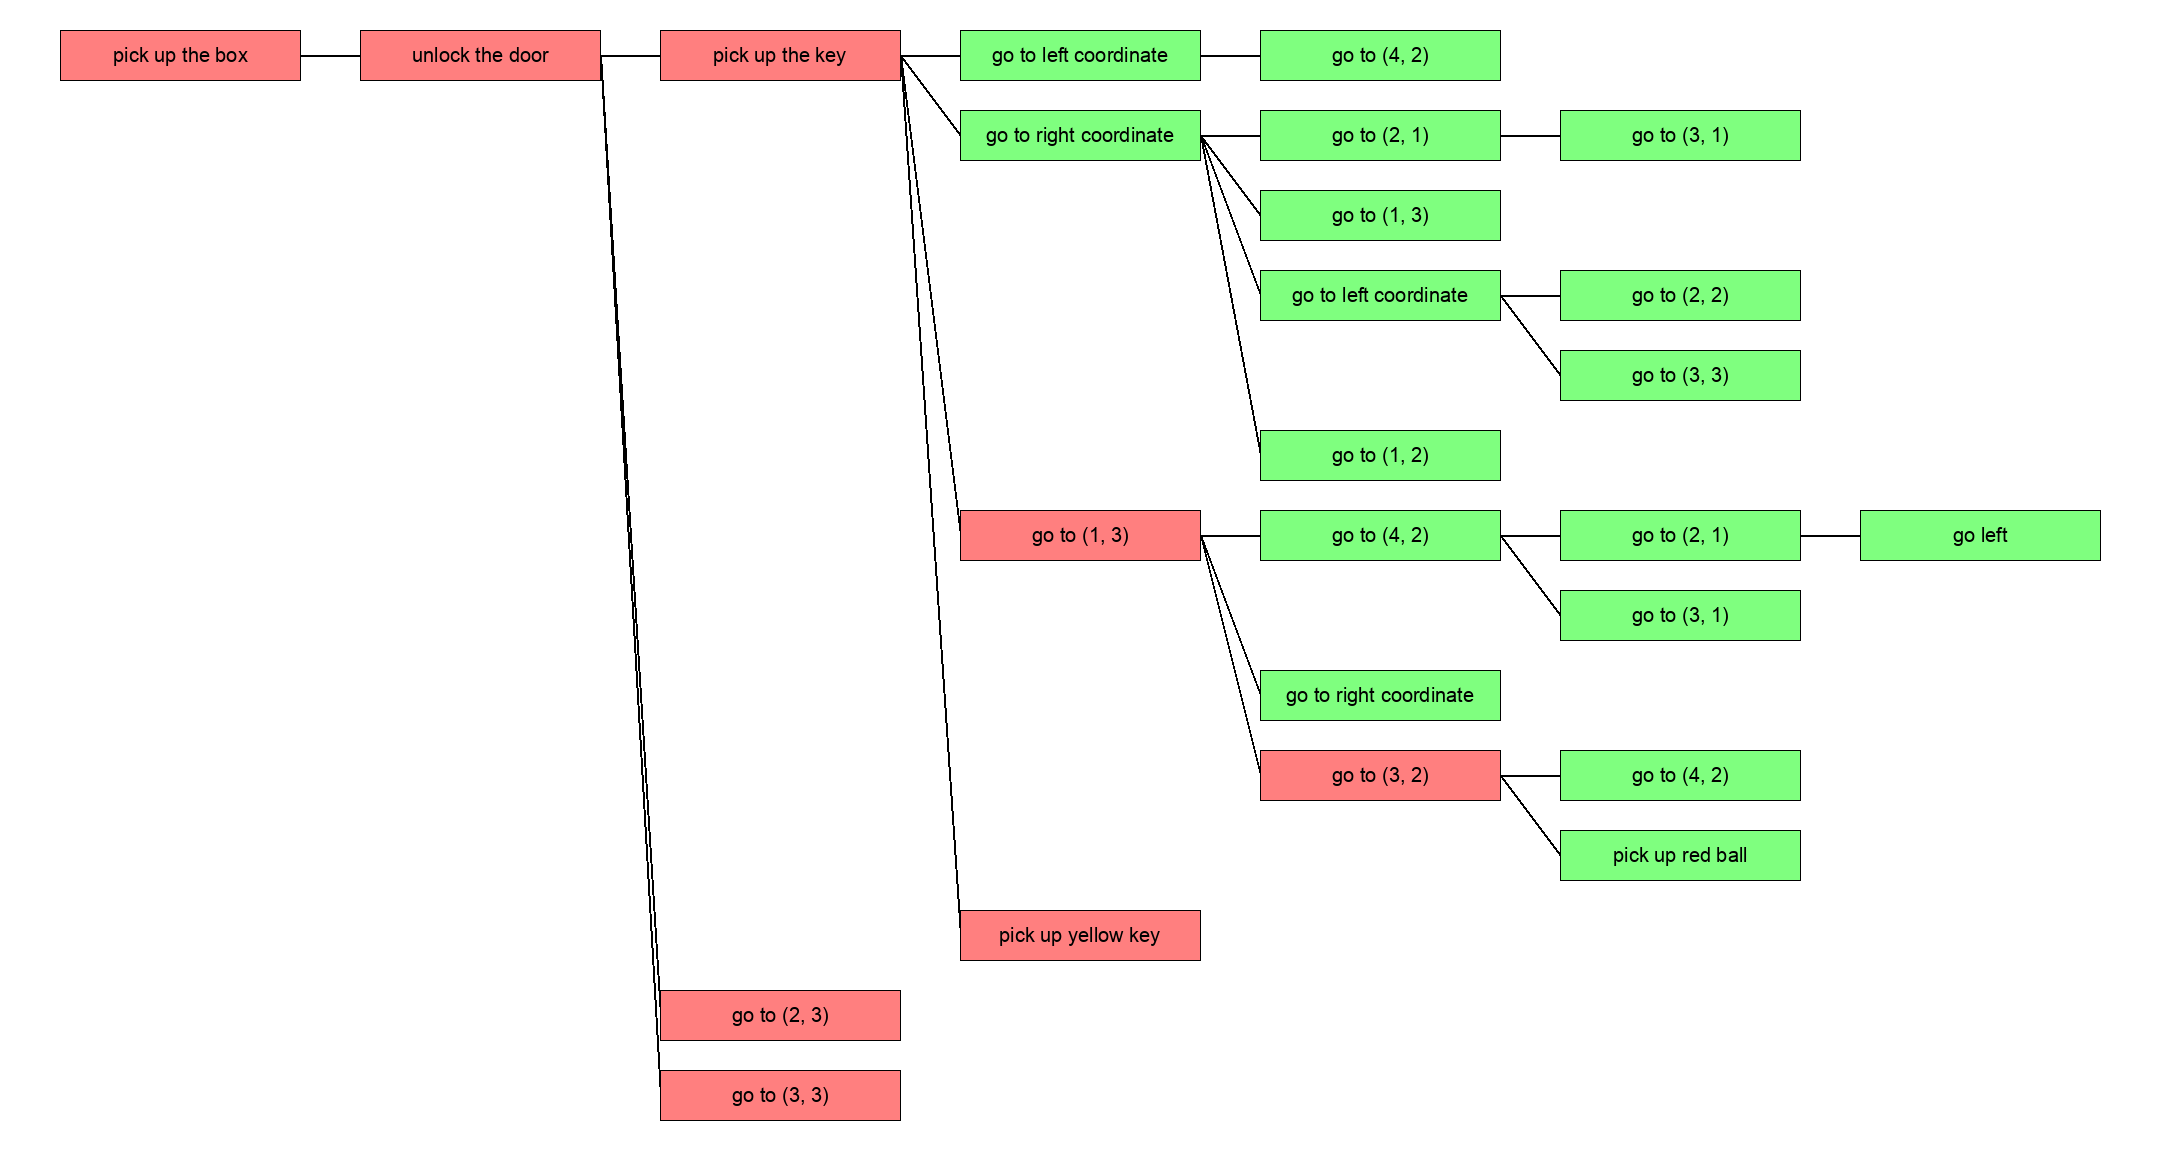 pick up the box
unlock the door
pick up the key
go to left coordinate
go to (4, 2)
go to right coordinate
go to (2, 1)
go to (3, 1)
go to (1, 3)
go to left coordinate
go to (2, 2)
go to (3, 3)
go to (1, 2)
go to (1, 3)
go to (4, 2)
go to (2, 1)
go left
go to (3, 1)
go to right coordinate
go to (3, 2)
go to (4, 2)
pick up red ball
pick up yellow key
go to (2, 3)
go to (3, 3)